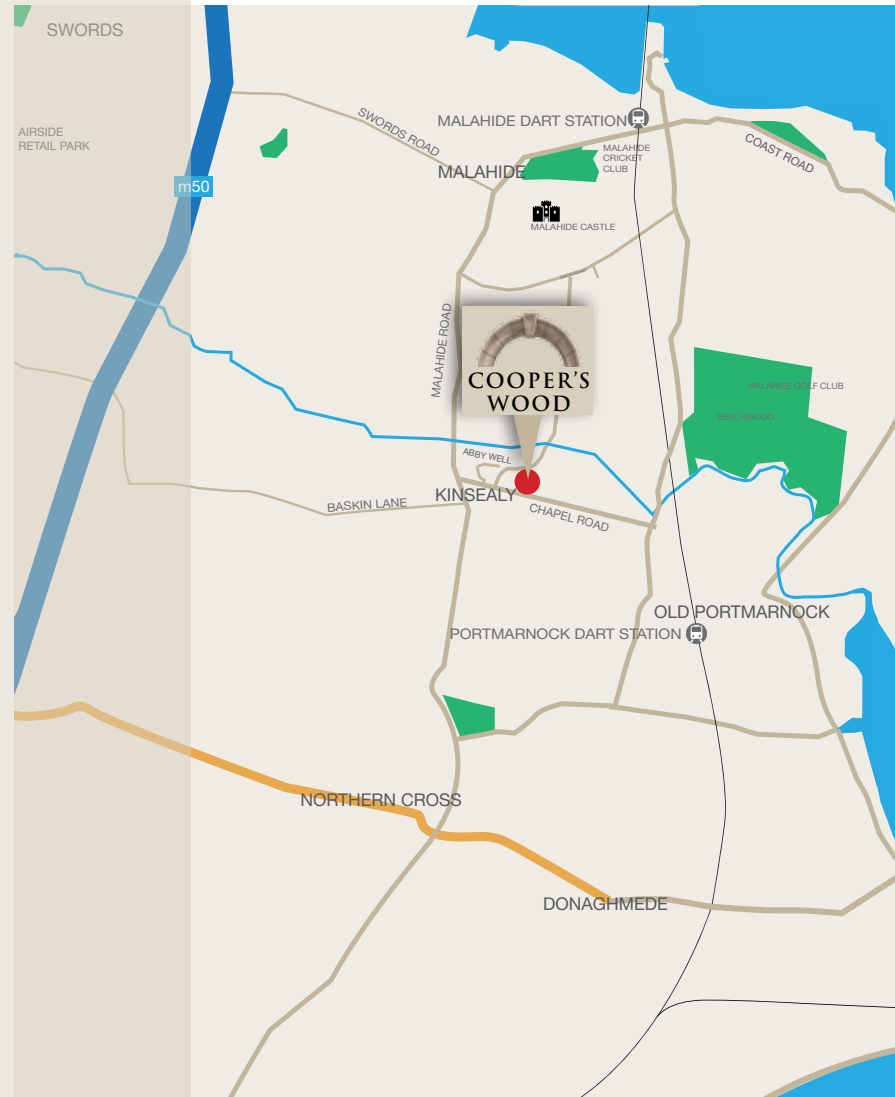 SWORDS
AIRSIDE
RETAIL PARK
m50
SWORDS ROAD
MALAHIDE DART STATION
MALAHIDE
MALAHIDE
CRICKET
CLUB
COAST ROAD
MALAHIDE CASTLE
BACK ROAD
MALAHIDE ROAD
COOPER'S
WOOD
MALAHIDE GOLF CLUB
BEECHWOOD
ABBY WELL
KINSEALY
CHAPEL ROAD
BASKIN LANE
OLD PORTMARNOCK
PORTMARNOCK DART STATION
NORTHERN CROSS
DONAGHMEDE